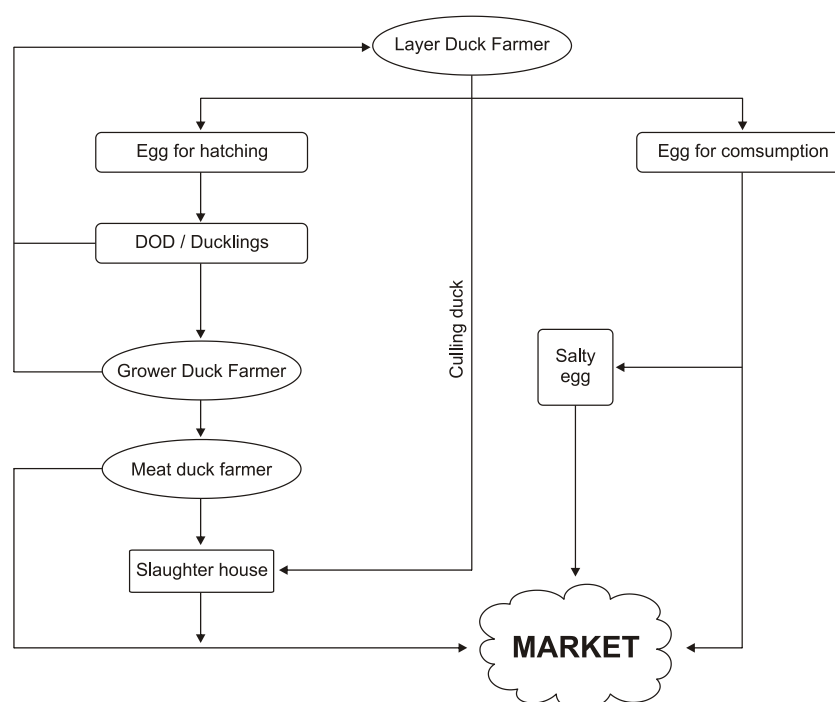 Layer Duck Farmer
Egg for hatching
Egg for comsumption
DOD / Ducklings
Culling duck
Grower Duck Farmer
Salty
egg
Meat duck farmer
Slaughter house
MARKET